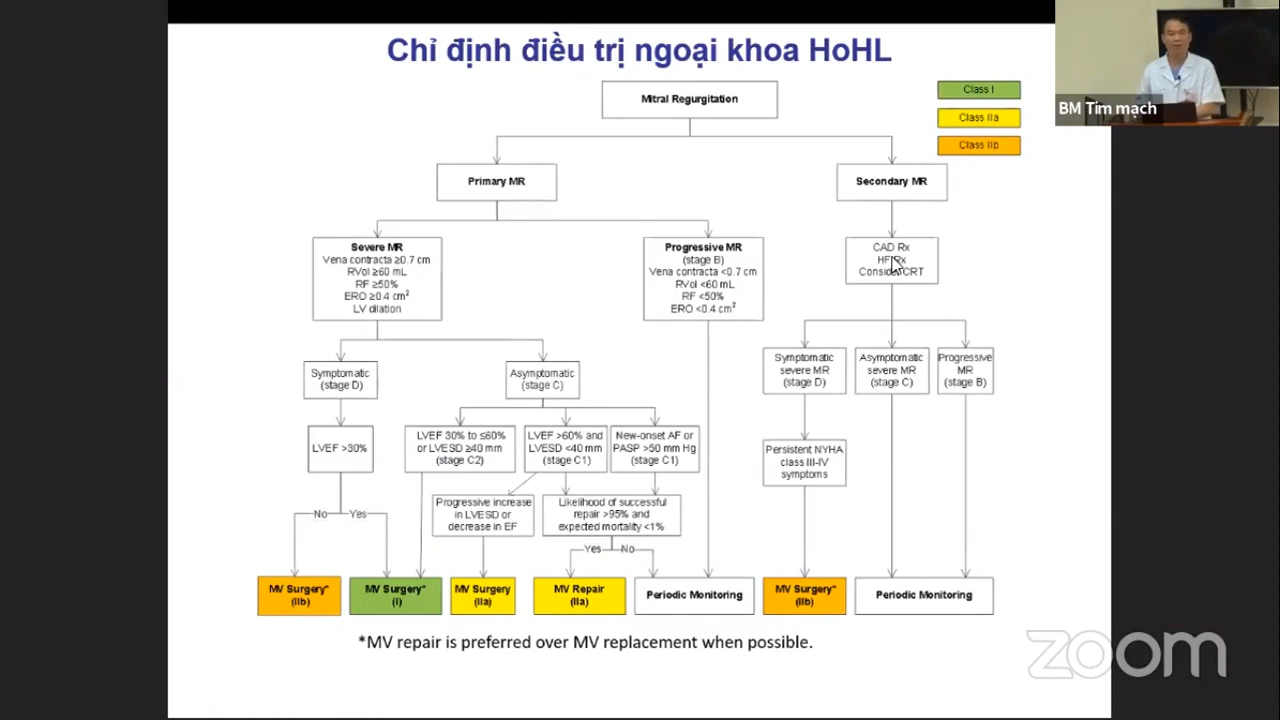 Chỉ định điều trị ngoại khoa HoHL
Mitral Regurgitation
Class I
Class IIa
Class IIb
BM Tim mạch
Primary MR
Secondary MR
Severe MR
Vena contracta ≥0.7 cm
RVol ≥60 mL
RF ≥50%
ERO ≥0.4 cm²
LV dilation
Progressive MR
(stage B)
Vena contracta <0.7 cm
RVol <60 mL
RF <50%
ERO <0.4 cm²
CAD Rx
HF Rx
Consider CRT
Symptomatic
(stage D)
Asymptomatic
(stage C)
Symptomatic
severe MR
(stage D)
Asymptomatic
severe MR
(stage C)
Progressive
MR
(stage B)
LVEF >30%
LVEF 30% to ≤60%
or LVESD ≥40 mm
(stage C2)
LVEF >60% and
LVESD <40 mm
(stage C1)
New-onset AF or
PASP >50 mm Hg
(stage C1)
Persistent NYHA
class III-IV
symptoms
No
Yes
Progressive increase
in LVESD or
decrease in EF
Likelihood of successful
repair >95% and
expected mortality <1%
Yes
No
MV Surgery*
(IIb)
MV Surgery*
(I)
MV Surgery
(IIa)
MV Repair
(IIa)
Periodic Monitoring
MV Surgery*
(IIb)
Periodic Monitoring
*MV repair is preferred over MV replacement when possible.
zoom